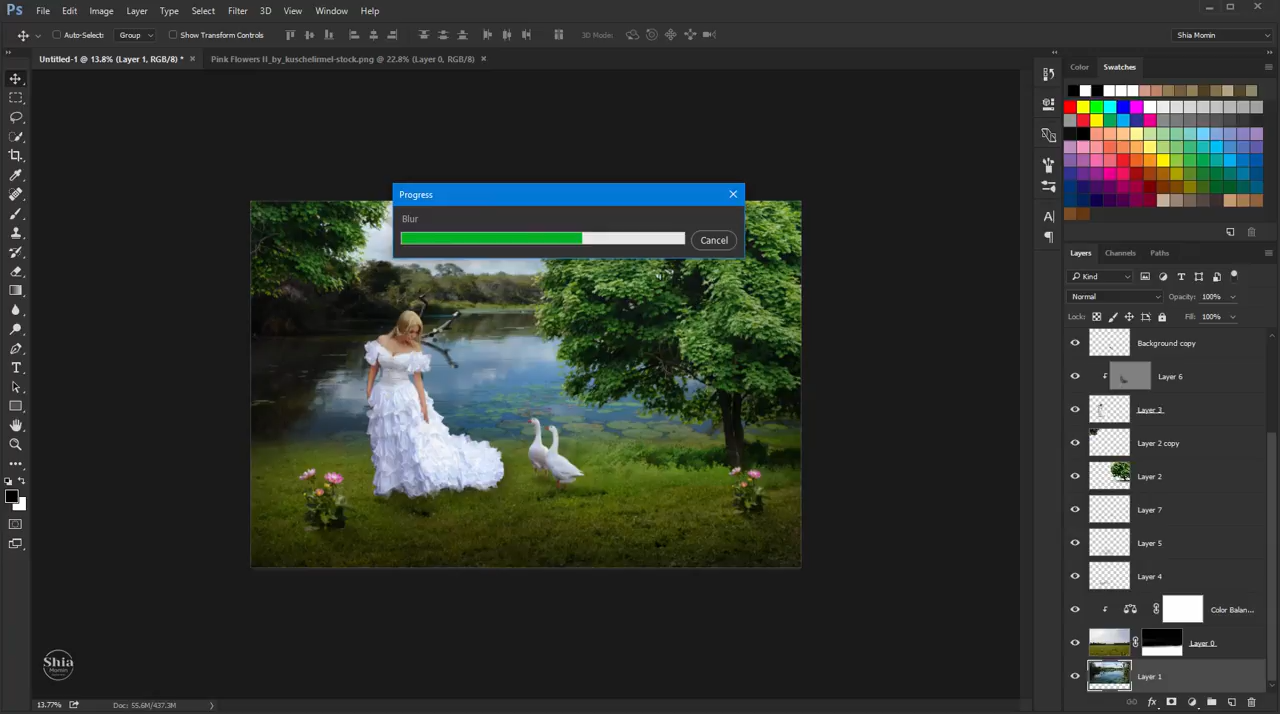 Ps File Edit Image Layer Type Select Filter 3D View Window Help
Auto-Select: Group Show Transform Controls 3D Mode: Shia Momin
Untitled-1 @ 13.8% (Layer 1, RGB/8) * × Pink Flowers II_by_kuschelirmel-stock.png @ 22.8% (Layer 0, RGB/8) ×
Color Swatches
Progress
Blur
Cancel
Layers Channels Paths
Kind
Normal Opacity: 100%
Lock: Fill: 100%
Background copy
Layer 6
Layer 3
Layer 2 copy
Layer 2
Layer 7
Layer 5
Layer 4
Color Balan...
Layer 0
Layer 1
Shia
Momin
13.77% Doc: 55.6M/437.3M